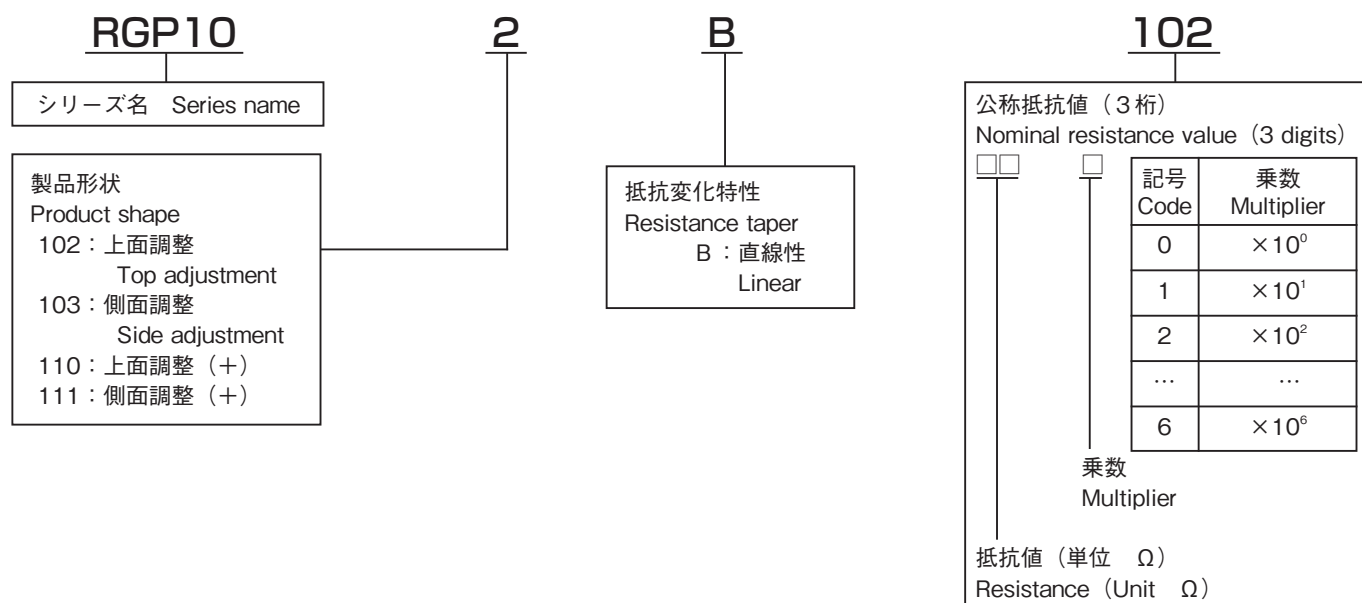 RGP10 2 B 102
シリーズ名 Series name
製品形状
Product shape
102：上面調整
Top adjustment
103：側面調整
Side adjustment
110：上面調整（＋）
111：側面調整（＋）
抵抗変化特性
Resistance taper
B：直線性
Linear
公称抵抗値（3桁）
Nominal resistance value（3 digits）
□□ □
記号 乗数
Code Multiplier
0 ×10⁰
1 ×10¹
2 ×10²
… …
6 ×10⁶
乗数
Multiplier
抵抗値（単位 Ω）
Resistance（Unit Ω）